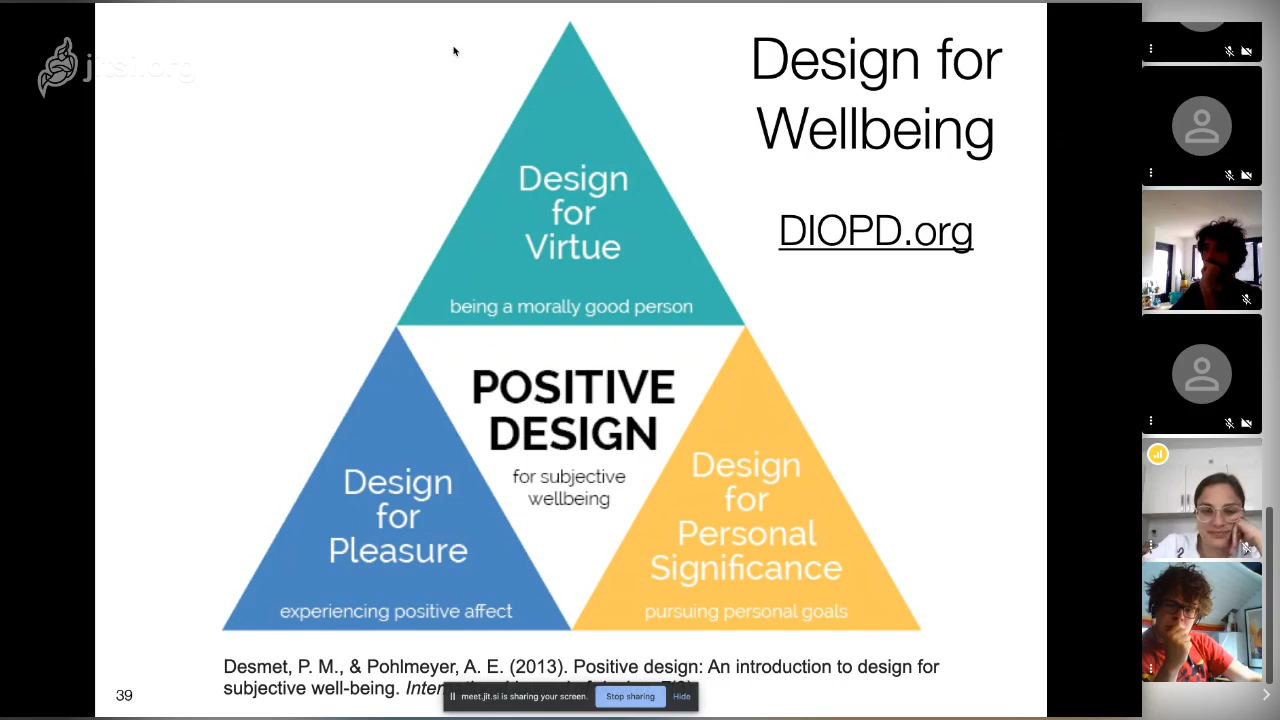 jitsi.org
Design for
Wellbeing
DIOPD.org
Design
for
Virtue
being a morally good person
POSITIVE
DESIGN
for subjective
wellbeing
Design
for
Pleasure
experiencing positive affect
Design
for
Personal
Significance
pursuing personal goals
Desmet, P. M., & Pohlmeyer, A. E. (2013). Positive design: An introduction to design for
subjective well-being.
39
meet.jit.si is sharing your screen.
Stop sharing
Hide